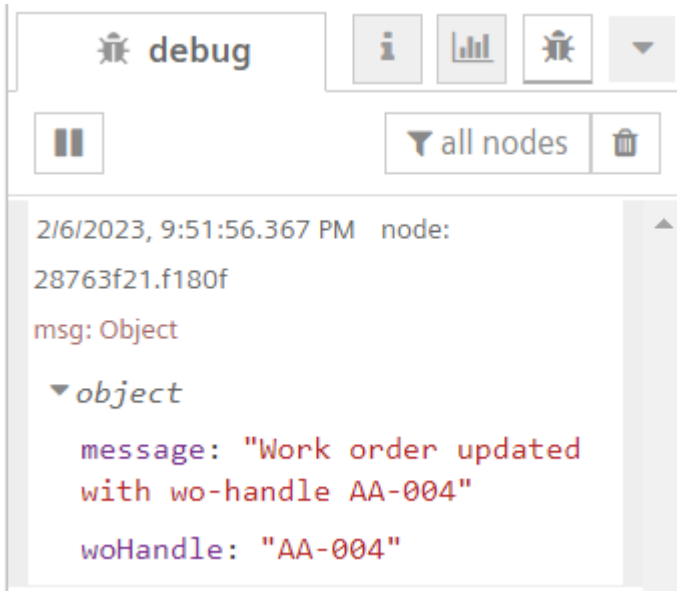 debug
i
all nodes
2/6/2023, 9:51:56.367 PM node:
28763f21.f180f
msg: Object
object
message: "Work order updated
with wo-handle AA-004"
woHandle: "AA-004"